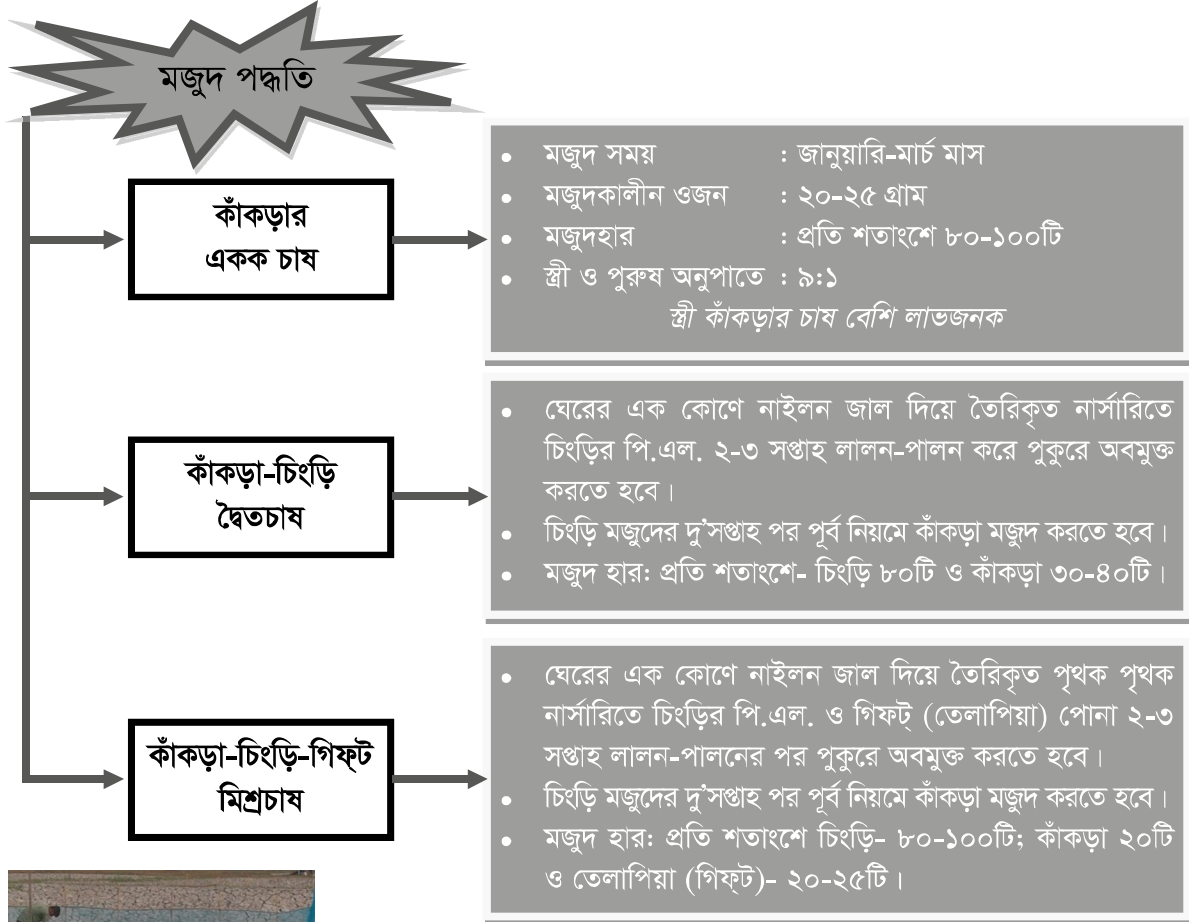 মজুদ পদ্ধতি
কাঁকড়ার
একক চাষ
• মজুদ সময় : জানুয়ারি-মার্চ মাস
• মজুদকালীন ওজন : ২০-২৫ গ্রাম
• মজুদহার : প্রতি শতাংশে ৮০-১০০টি
• স্ত্রী ও পুরুষ অনুপাতে : ৯:১
স্ত্রী কাঁকড়ার চাষ বেশি লাভজনক
কাঁকড়া-চিংড়ি
দ্বৈতচাষ
• ঘেরের এক কোণে নাইলন জাল দিয়ে তৈরিকৃত নার্সারিতে
চিংড়ির পি.এল. ২-৩ সপ্তাহ লালন-পালন করে পুকুরে অবমুক্ত
করতে হবে।
• চিংড়ি মজুদের দু'সপ্তাহ পর পূর্ব নিয়মে কাঁকড়া মজুদ করতে হবে।
• মজুদ হার: প্রতি শতাংশে- চিংড়ি ৮০টি ও কাঁকড়া ৩০-৪০টি।
কাঁকড়া-চিংড়ি-গিফ্‌ট
মিশ্রচাষ
• ঘেরের এক কোণে নাইলন জাল দিয়ে তৈরিকৃত পৃথক পৃথক
নার্সারিতে চিংড়ির পি.এল. ও গিফট্ (তেলাপিয়া) পোনা ২-৩
সপ্তাহ লালন-পালনের পর পুকুরে অবমুক্ত করতে হবে।
• চিংড়ি মজুদের দু'সপ্তাহ পর পূর্ব নিয়মে কাঁকড়া মজুদ করতে হবে।
• মজুদ হার: প্রতি শতাংশে চিংড়ি- ৮০-১০০টি; কাঁকড়া ২০টি
ও তেলাপিয়া (গিফ্‌ট)- ২০-২৫টি।